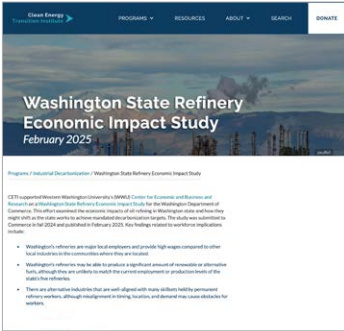 Clean Energy
Transition Institute
PROGRAMS
RESOURCES
ABOUT
SEARCH
DONATE
Washington State Refinery
Economic Impact Study
February 2025
Programs / Industrial Decarbonization / Washington State Refinery Economic Impact Study
CETI supported Western Washington University's (WWU) Center for Economic and Business and
Research on a Washington State Refinery Economic Impact Study for the Washington Department of
Commerce. This effort examined the economic impacts of oil refining in Washington state and how they
might shift as the state works to achieve mandated decarbonization targets. The study was submitted to
Commerce in fall 2024 and published in February 2025. Key findings related to workforce implications
include:
• Washington's refineries are major local employers and provide high wages compared to other
local industries in the communities where they are located.
• Washington's refineries may be able to produce a significant amount of renewable or alternative
fuels, although they are unlikely to match the current employment or production levels of the
state's five refineries.
• There are alternative industries that are well-aligned with many skillsets held by permanent
refinery workers, although misalignment in timing, location, and demand may cause obstacles for
workers.